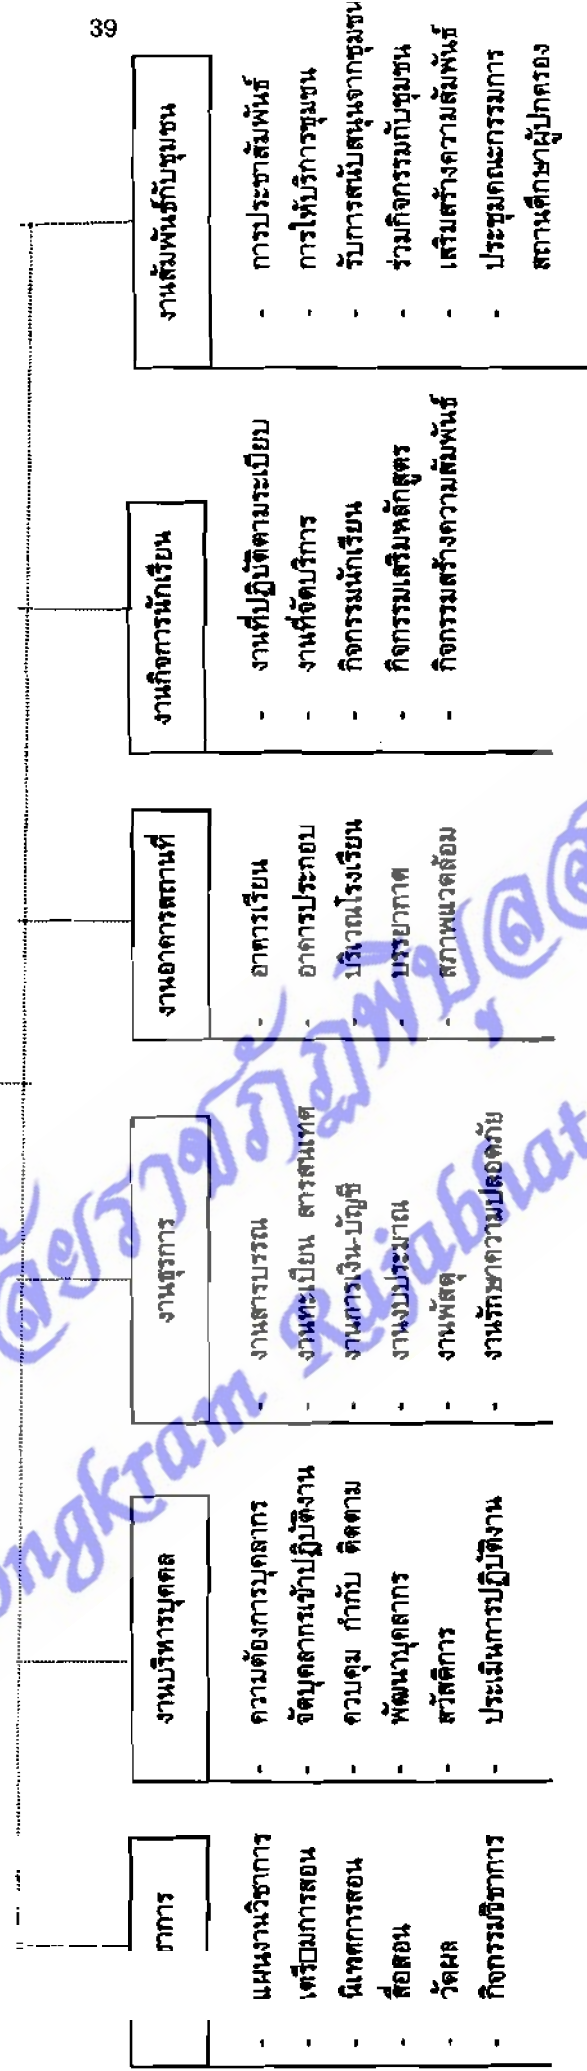 39
ชาการ
- แผนงานวิชาการ
- การสอน
- นิเทศการสอน
- สื่อสอน
- วัดผล
- กิจกรรมวิชาการ
งานบริหารบุคคล
- ความต้องการบุคลากร
- จัดบุคลากรเข้าปฏิบัติงาน
- ควบคุม กำกับ ติดตาม
- พัฒนาบุคลากร
- สวัสดิการ
- ประเมินการปฏิบัติงาน
งานธุรการ
- งานสารบรรณ
- งานทะเบียน สารสนเทศ
- งานการเงิน-บัญชี
- งานงบประมาณ
- งานพัสดุ
- งานรักษาความปลอดภัย
งานอาคารสถานที่
- อาคารเรียน
- อาคารประกอบ
- บริเวณโรงเรียน
- บรรยากาศ
- สภาพแวดล้อม
งานกิจการนักเรียน
- งานที่ปฏิบัติตามระเบียบ
- งานที่จัดบริการ
- กิจกรรมนักเรียน
- กิจกรรมเสริมหลักสูตร
- กิจกรรมสร้างความสัมพันธ์
งานสัมพันธ์กับชุมชน
- การประชาสัมพันธ์
- การให้บริการชุมชน
- รับการสนับสนุนจากชุมชน
- ร่วมกิจกรรมกับชุมชน
- เสริมสร้างความสัมพันธ์
- ประชุมคณะกรรมการ
สถานศึกษาผู้ปกครอง
ลัยราชภัฏพิบูลส
ongkram Rajabhat